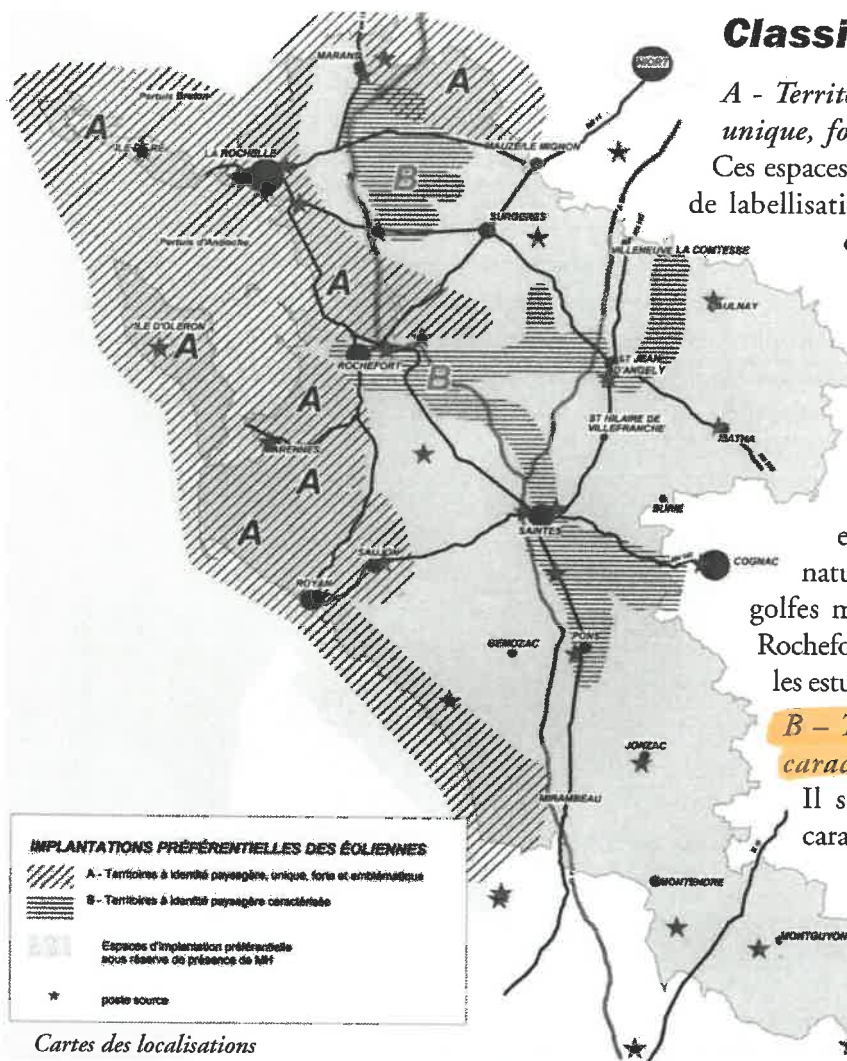 Classi
A - Territo
unique, fo
Ces espaces
de labellisati
e
e
natu
golfes m
Rochefo
les estu
B – T
carac
Il s
cara
MARANS
NIORT
Pertuis Breton
A
A
ILE DE RE
LA ROCHELLE
MAUZE LE MIGNON
B
SURGERES
Pertuis d'Antioche
VILLENEUVE LA COMTESSE
A
AULNAY
ILE D'OLERON
A
ROCHEFORT
B
ST JEAN
D'ANGELY
A
ST HILAIRE DE
VILLEFRANCHE
MATHA
MARENNES
A
BURIE
A
SAINTES
SAUJON
COGNAC
ROYAN
GEMOZAC
PONS
JONZAC
MIRAMBEAU
MONTENDRE
MONTGUYON
IMPLANTATIONS PRÉFÉRENTIELLES DES ÉOLIENNES
A - Territoires à identité paysagère, unique, forte et emblématique
B - Territoires à identité paysagère caractérisée
Espaces d'implantation préférentielle
sous réserve de présence de MH
poste source
Cartes des localisations